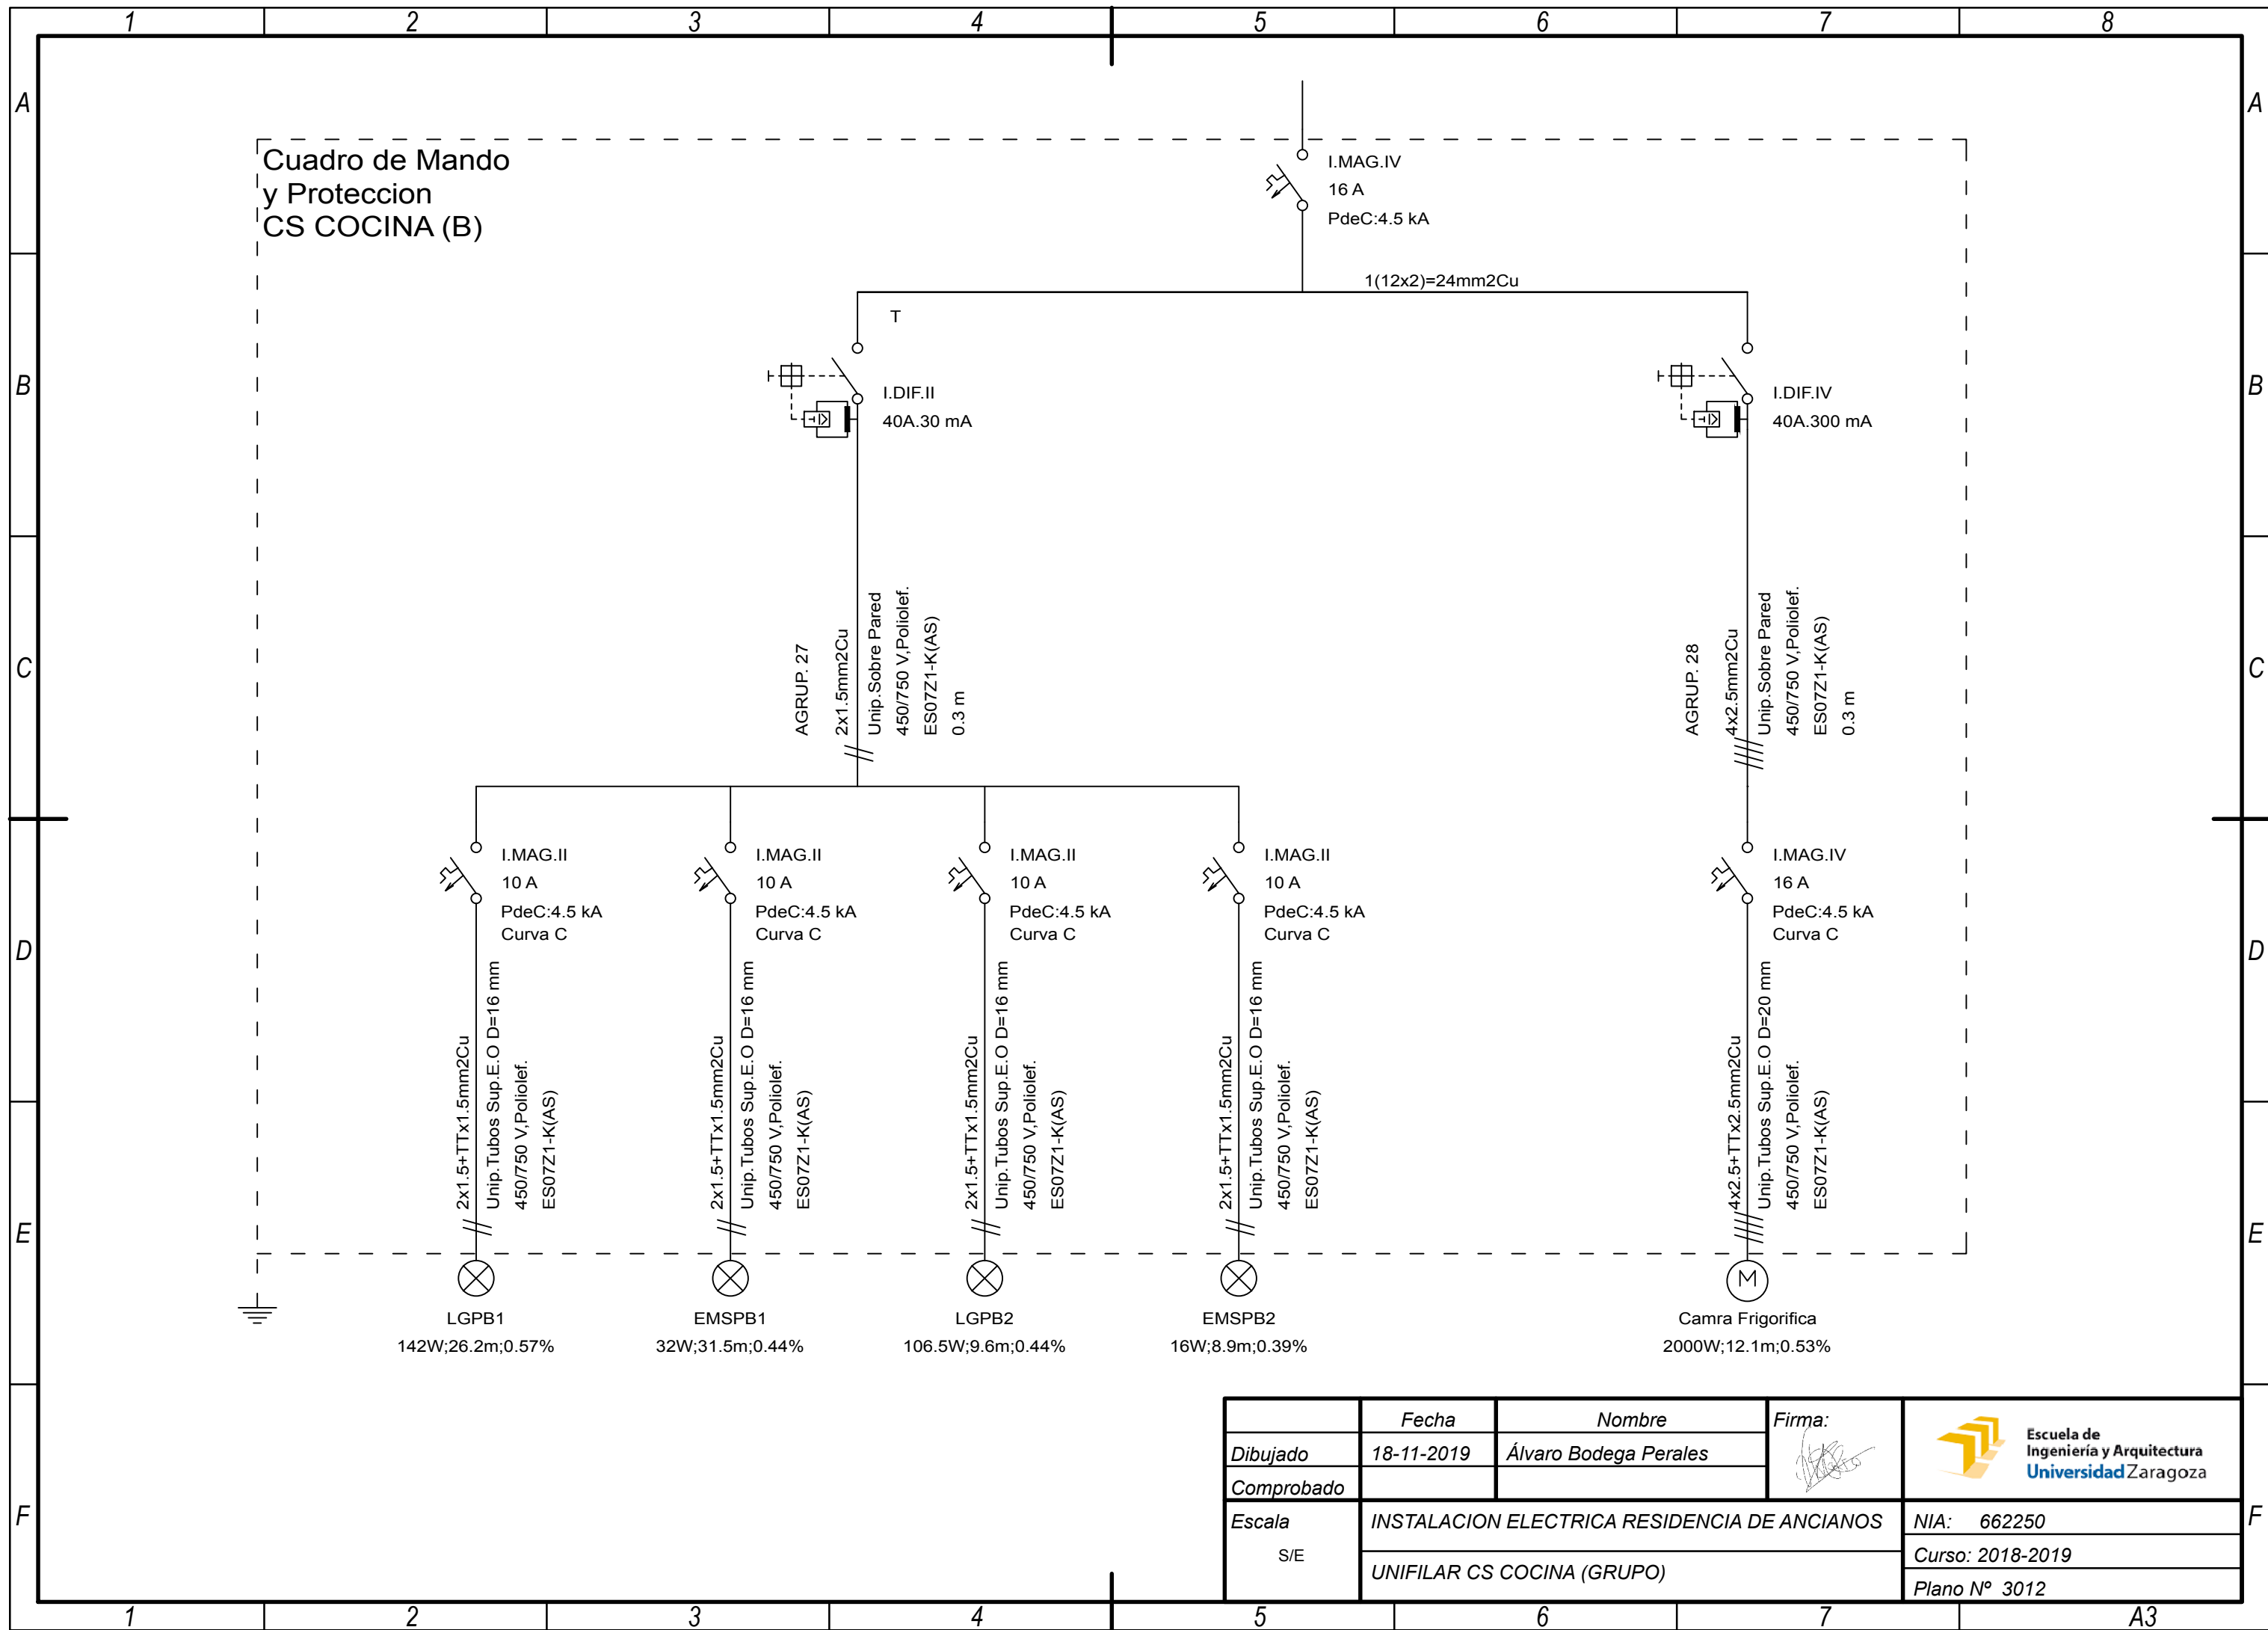 1 2 3 4 5 6 7 8
A A
Cuadro de Mando
y Proteccion
CS COCINA (B)
I.MAG.IV
16 A
PdeC:4.5 kA
1(12x2)=24mm2Cu
T
B B
I.DIF.II
40A.30 mA
I.DIF.IV
40A.300 mA
C C
AGRUP. 27
2x1.5mm2Cu
Unip.Sobre Pared
450/750 V,Poliolef.
ES07Z1-K(AS)
0.3 m
AGRUP. 28
4x2.5mm2Cu
Unip.Sobre Pared
450/750 V,Poliolef.
ES07Z1-K(AS)
0.3 m
D D
I.MAG.II
10 A
PdeC:4.5 kA
Curva C
I.MAG.II
10 A
PdeC:4.5 kA
Curva C
I.MAG.II
10 A
PdeC:4.5 kA
Curva C
I.MAG.II
10 A
PdeC:4.5 kA
Curva C
I.MAG.IV
16 A
PdeC:4.5 kA
Curva C
2x1.5+TTx1.5mm2Cu
Unip.Tubos Sup.E.O D=16 mm
450/750 V,Poliolef.
ES07Z1-K(AS)
2x1.5+TTx1.5mm2Cu
Unip.Tubos Sup.E.O D=16 mm
450/750 V,Poliolef.
ES07Z1-K(AS)
2x1.5+TTx1.5mm2Cu
Unip.Tubos Sup.E.O D=16 mm
450/750 V,Poliolef.
ES07Z1-K(AS)
2x1.5+TTx1.5mm2Cu
Unip.Tubos Sup.E.O D=16 mm
450/750 V,Poliolef.
ES07Z1-K(AS)
4x2.5+TTx2.5mm2Cu
Unip.Tubos Sup.E.O D=20 mm
450/750 V,Poliolef.
ES07Z1-K(AS)
E E
M
LGPB1
142W;26.2m;0.57%
EMSPB1
32W;31.5m;0.44%
LGPB2
106.5W;9.6m;0.44%
EMSPB2
16W;8.9m;0.39%
Camra Frigorifica
2000W;12.1m;0.53%
F F
Fecha Nombre Firma:
Dibujado 18-11-2019 Álvaro Bodega Perales
Comprobado
Escuela de
Ingeniería y Arquitectura
Universidad Zaragoza
Escala
S/E
INSTALACION ELECTRICA RESIDENCIA DE ANCIANOS
UNIFILAR CS COCINA (GRUPO)
NIA: 662250
Curso: 2018-2019
Plano Nº 3012
1 2 3 4 5 6 7 A3